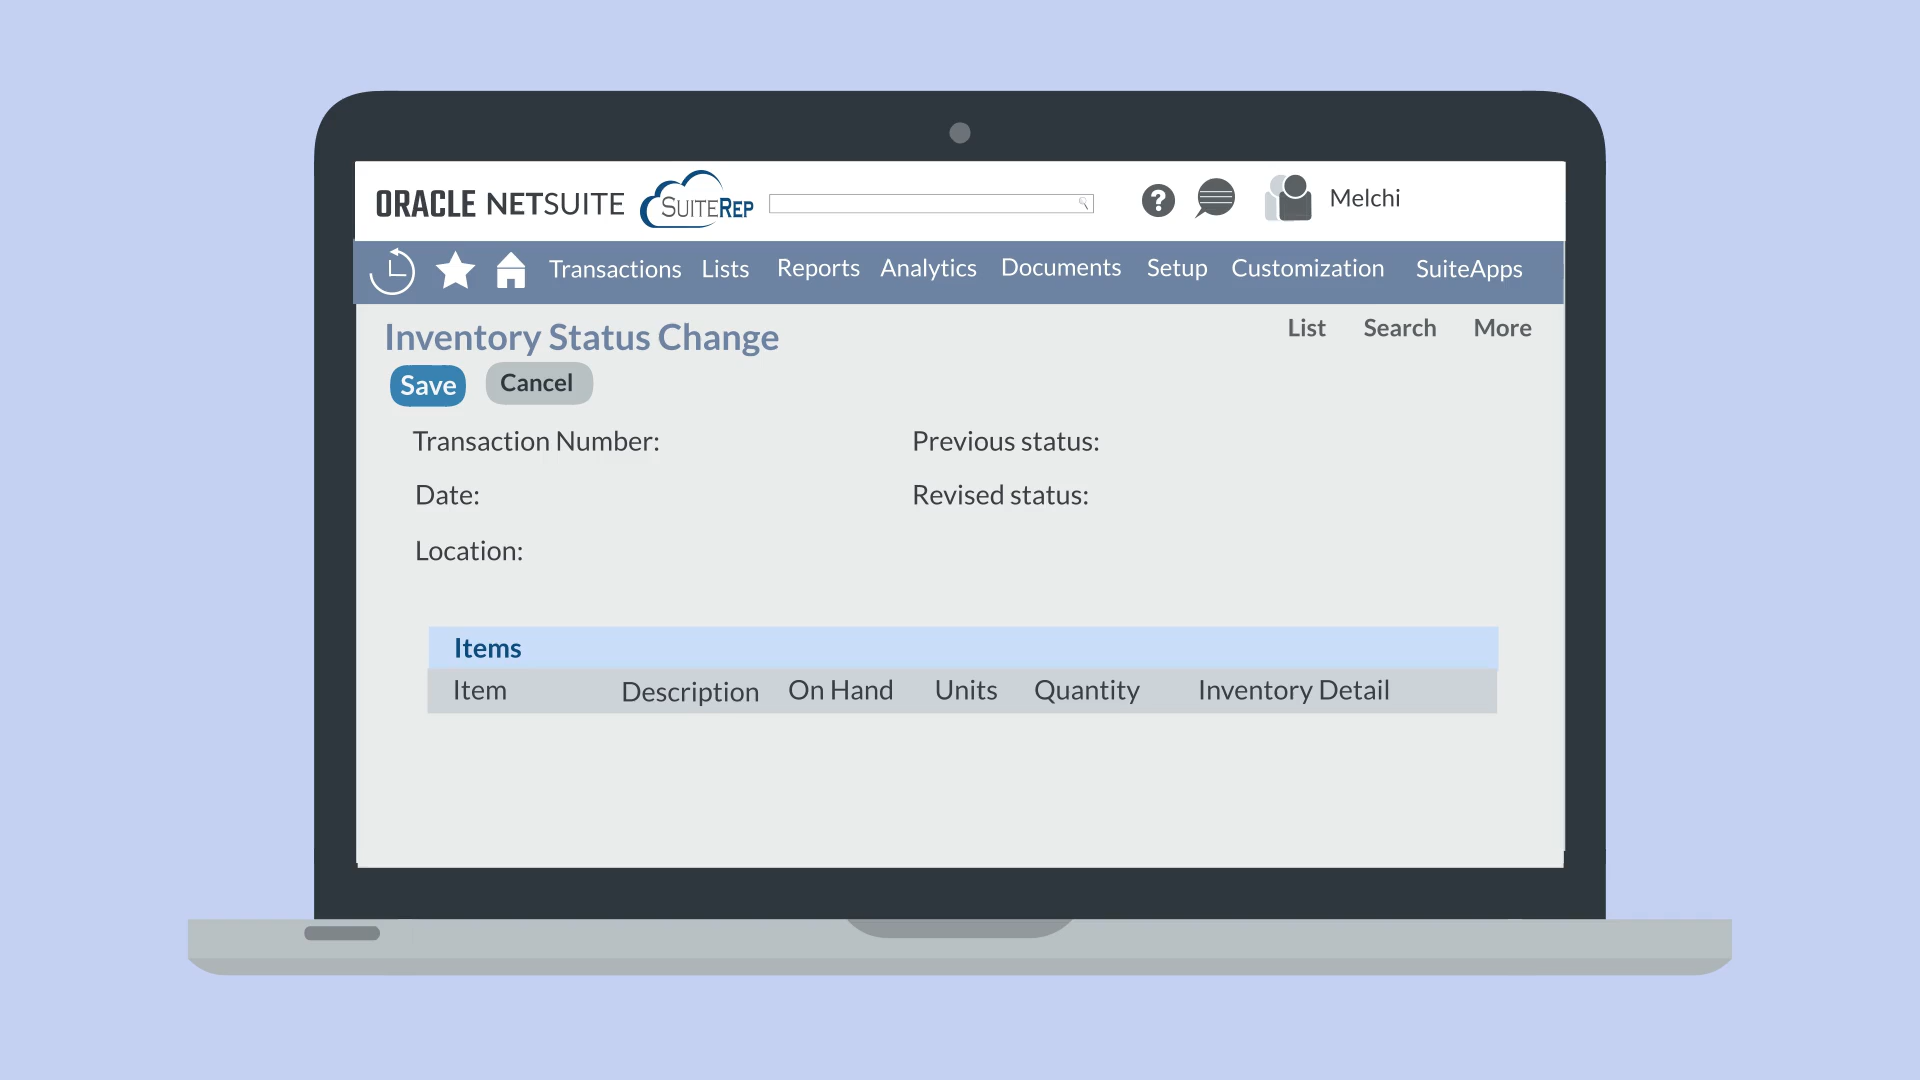 ORACLE NETSUITE SUITEREP ? Melchi
Transactions Lists Reports Analytics Documents Setup Customization SuiteApps
Inventory Status Change List Search More
Save Cancel
Transaction Number: Previous status:
Date: Revised status:
Location:
Items
Item Description On Hand Units Quantity Inventory Detail